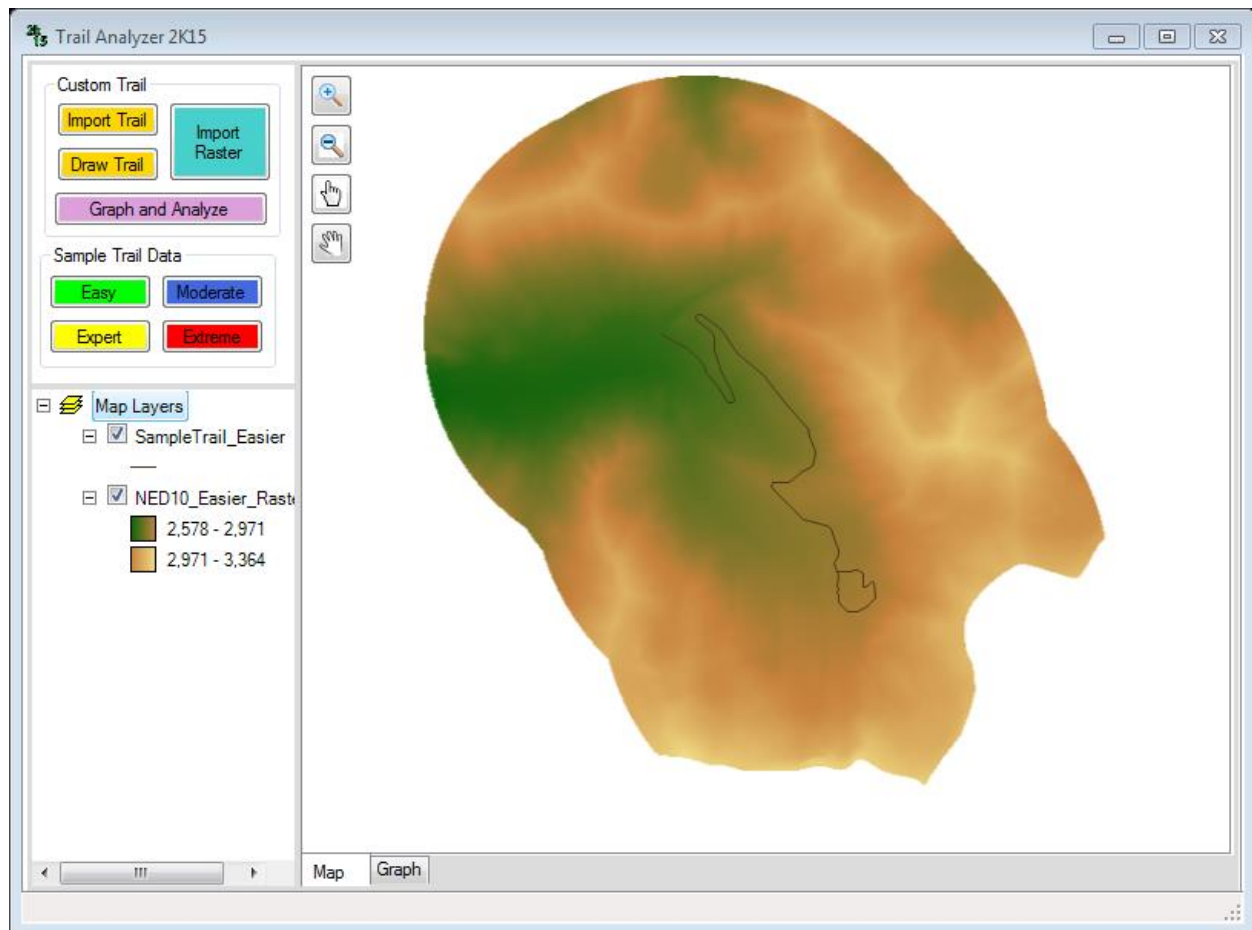 Trail Analyzer 2K15
Custom Trail
Import Trail
Import
Raster
Draw Trail
Graph and Analyze
Sample Trail Data
Easy
Moderate
Expert
Extreme
Map Layers
SampleTrail_Easier
NED10_Easier_Raste
2,578 - 2,971
2,971 - 3,364
Map
Graph